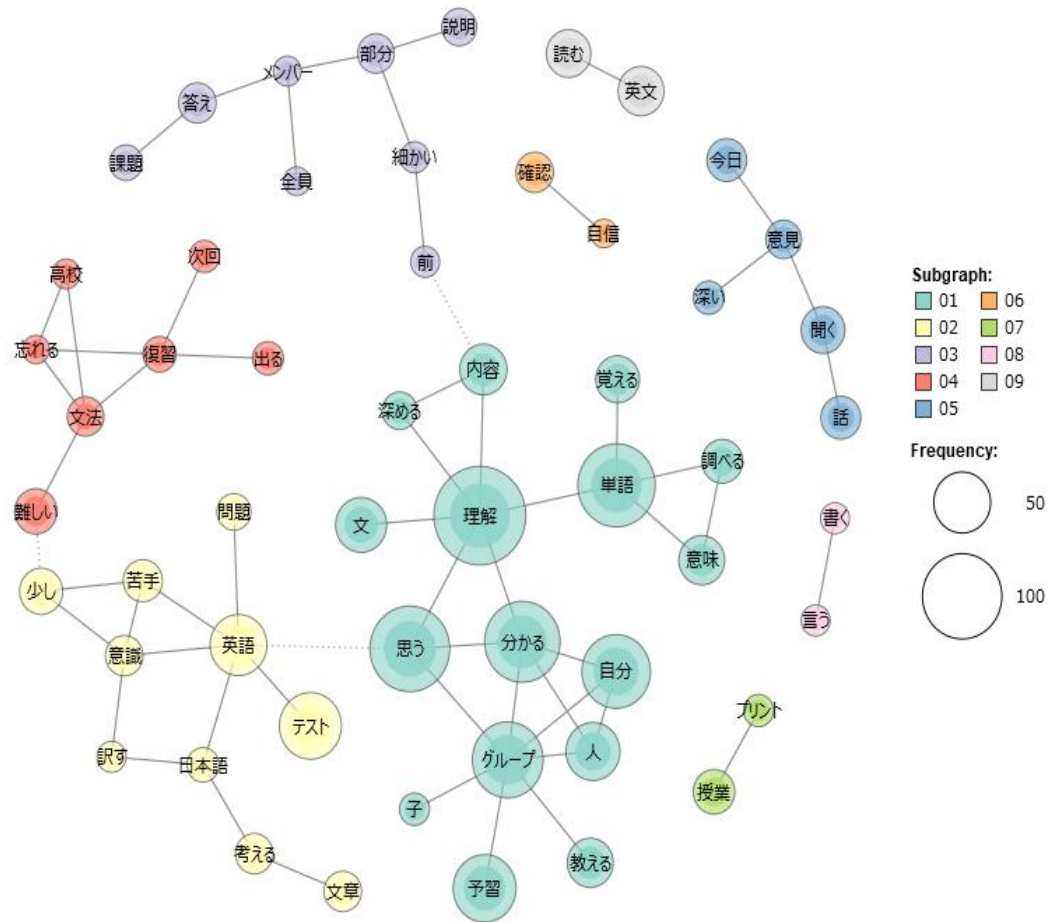 説明
部分
メンバー
答え
課題
全員
細かい
前
読む
英文
確認
自信
今日
意見
深い
聞く
話
次回
高校
忘れる
復習
出る
文法
難しい
内容
深める
覚える
単語
調べる
意味
理解
文
書く
言う
問題
少し
苦手
意識
英語
テスト
訳す
日本語
考える
文章
思う
分かる
自分
人
グループ
子
教える
予習
プリント
授業
Subgraph:
01 06
02 07
03 08
04 09
05
Frequency:
50
100